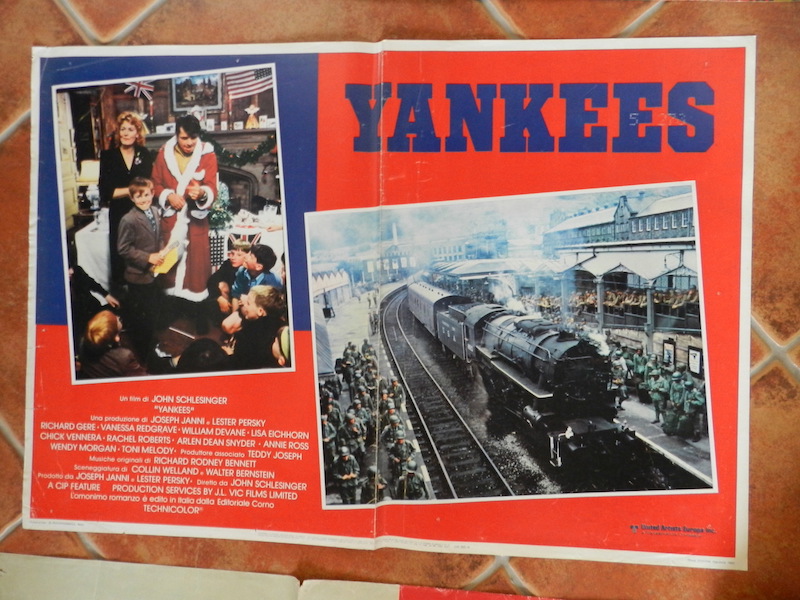 YANKEES
5 273
Un film di JOHN SCHLESINGER
"YANKEES"
Una produzione di JOSEPH JANNI e LESTER PERSKY
RICHARD GERE · VANESSA REDGRAVE · WILLIAM DEVANE · LISA EICHHORN
CHICK VENNERA · RACHEL ROBERTS · ARLEN DEAN SNYDER · ANNIE ROSS
WENDY MORGAN · TONI MELODY · Produttore associato TEDDY JOSEPH
Musiche originali di RICHARD RODNEY BENNETT
Sceneggiatura di COLLIN WELLAND e WALTER BERNSTEIN
Prodotto da JOSEPH JANNI e LESTER PERSKY · Diretto da JOHN SCHLESINGER
A CIP FEATURE PRODUCTION SERVICES BY J.L. VIC FILMS LIMITED
L'omonimo romanzo è edito in Italia dalla Editoriale Corno
TECHNICOLOR®
United Artists Europa Inc.